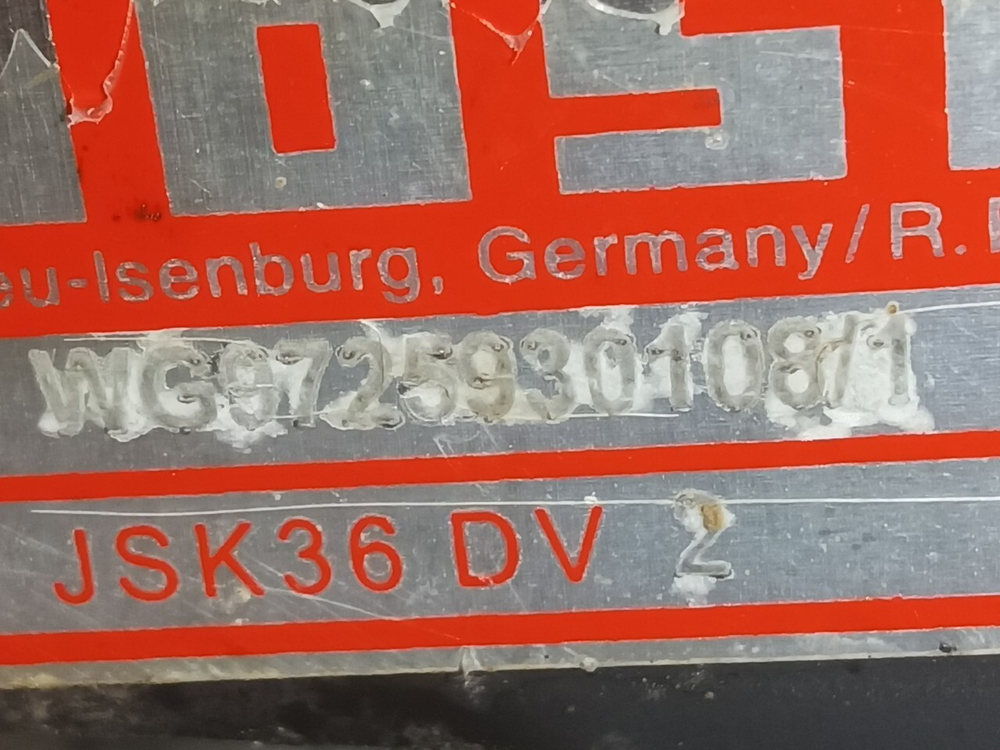 eu-Isenburg, Germany/R.
WG9725930108/1
JSK36 DV 2